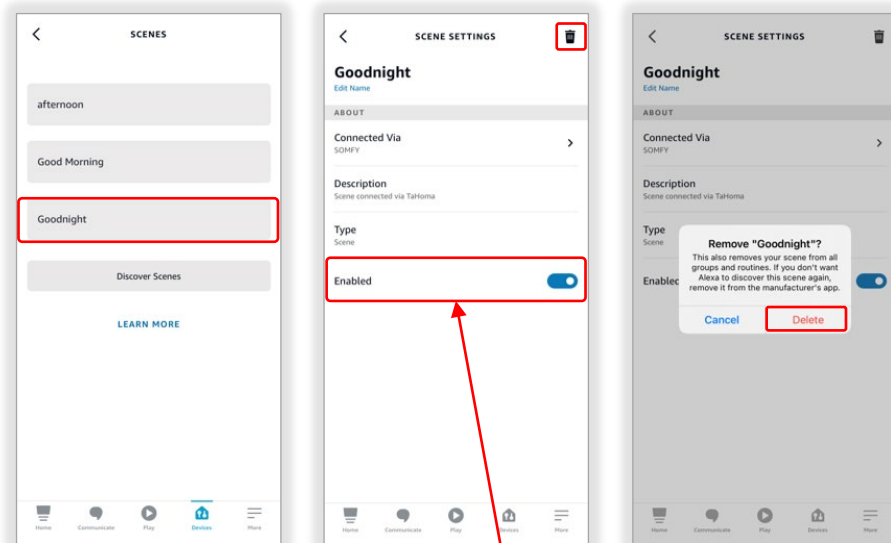 SCENES
afternoon
Good Morning
Goodnight
Discover Scenes
LEARN MORE
Home Communicate Play Devices More
SCENE SETTINGS
Goodnight
Edit Name
ABOUT
Connected Via
SOMFY
Description
Scene connected via TaHoma
Type
Scene
Enabled
Home Communicate Play Devices More
SCENE SETTINGS
Goodnight
Edit Name
ABOUT
Connected Via
SOMFY
Description
Scene connected via TaHoma
Type
Scene
Enabled
Remove "Goodnight"?
This also removes your scene from all
groups and routines. If you don't want
Alexa to discover this scene again,
remove it from the manufacturer's app.
Cancel Delete
Home Communicate Play Devices More